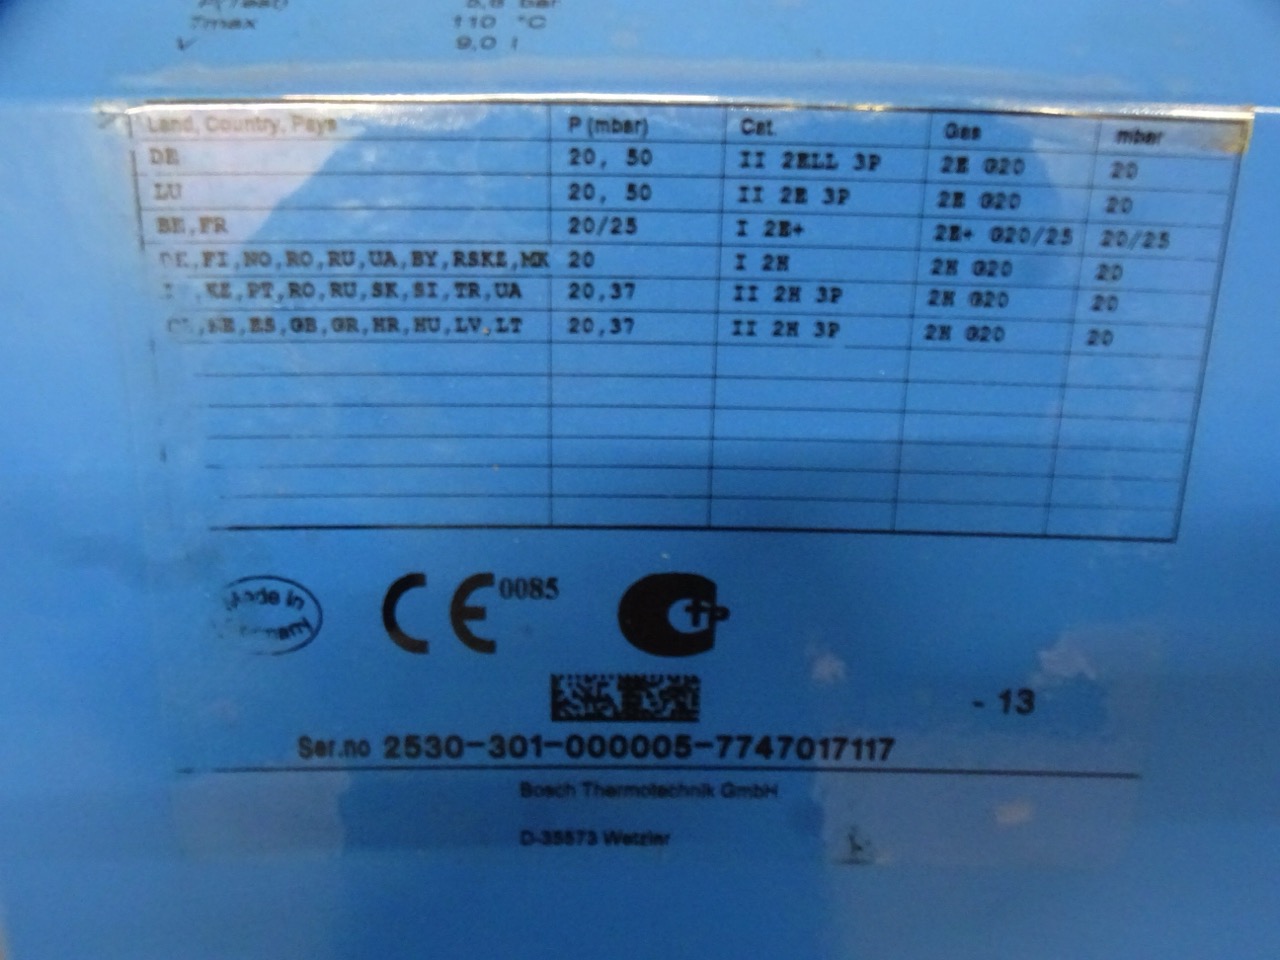 Tmax 110 °C
V 9,0 l
Land, Country, Pays P (mbar) Cat. Gas mbar
DE 20, 50 II 2ELL 3P 2E G20 20
LU 20, 50 II 2E 3P 2E G20 20
BE,FR 20/25 I 2E+ 2E+ G20/25 20/25
FI,NO,RO,RU,UA,BY,RSKZ,MK 20 I 2H 2H G20 20
PT,RO,RU,SK,SI,TR,UA 20,37 II 2H 3P 2H G20 20
ES,GB,GR,HR,HU,LV,LT 20,37 II 2H 3P 2H G20 20
Made in
CE 0085
- 13
Ser.no 2530-301-000005-7747017117
Bosch Thermotechnik GmbH
D-35573 Wetzlar